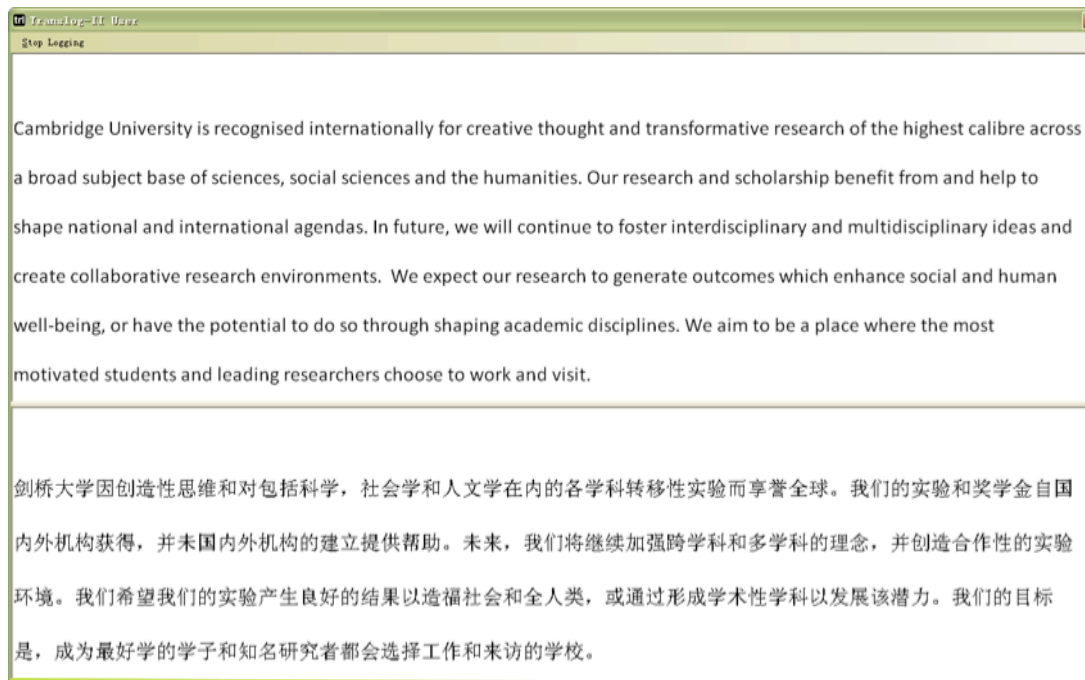 Translog-II User
Stop Logging
Cambridge University is recognised internationally for creative thought and transformative research of the highest calibre across
a broad subject base of sciences, social sciences and the humanities. Our research and scholarship benefit from and help to
shape national and international agendas. In future, we will continue to foster interdisciplinary and multidisciplinary ideas and
create collaborative research environments.  We expect our research to generate outcomes which enhance social and human
well-being, or have the potential to do so through shaping academic disciplines. We aim to be a place where the most
motivated students and leading researchers choose to work and visit.
剑桥大学因创造性思维和对包括科学，社会学和人文学在内的各学科转移性实验而享誉全球。我们的实验和奖学金自国
内外机构获得，并未国内外机构的建立提供帮助。未来，我们将继续加强跨学科和多学科的理念，并创造合作性的实验
环境。我们希望我们的实验产生良好的结果以造福社会和全人类，或通过形成学术性学科以发展该潜力。我们的目标
是，成为最好学的学子和知名研究者都会选择工作和来访的学校。